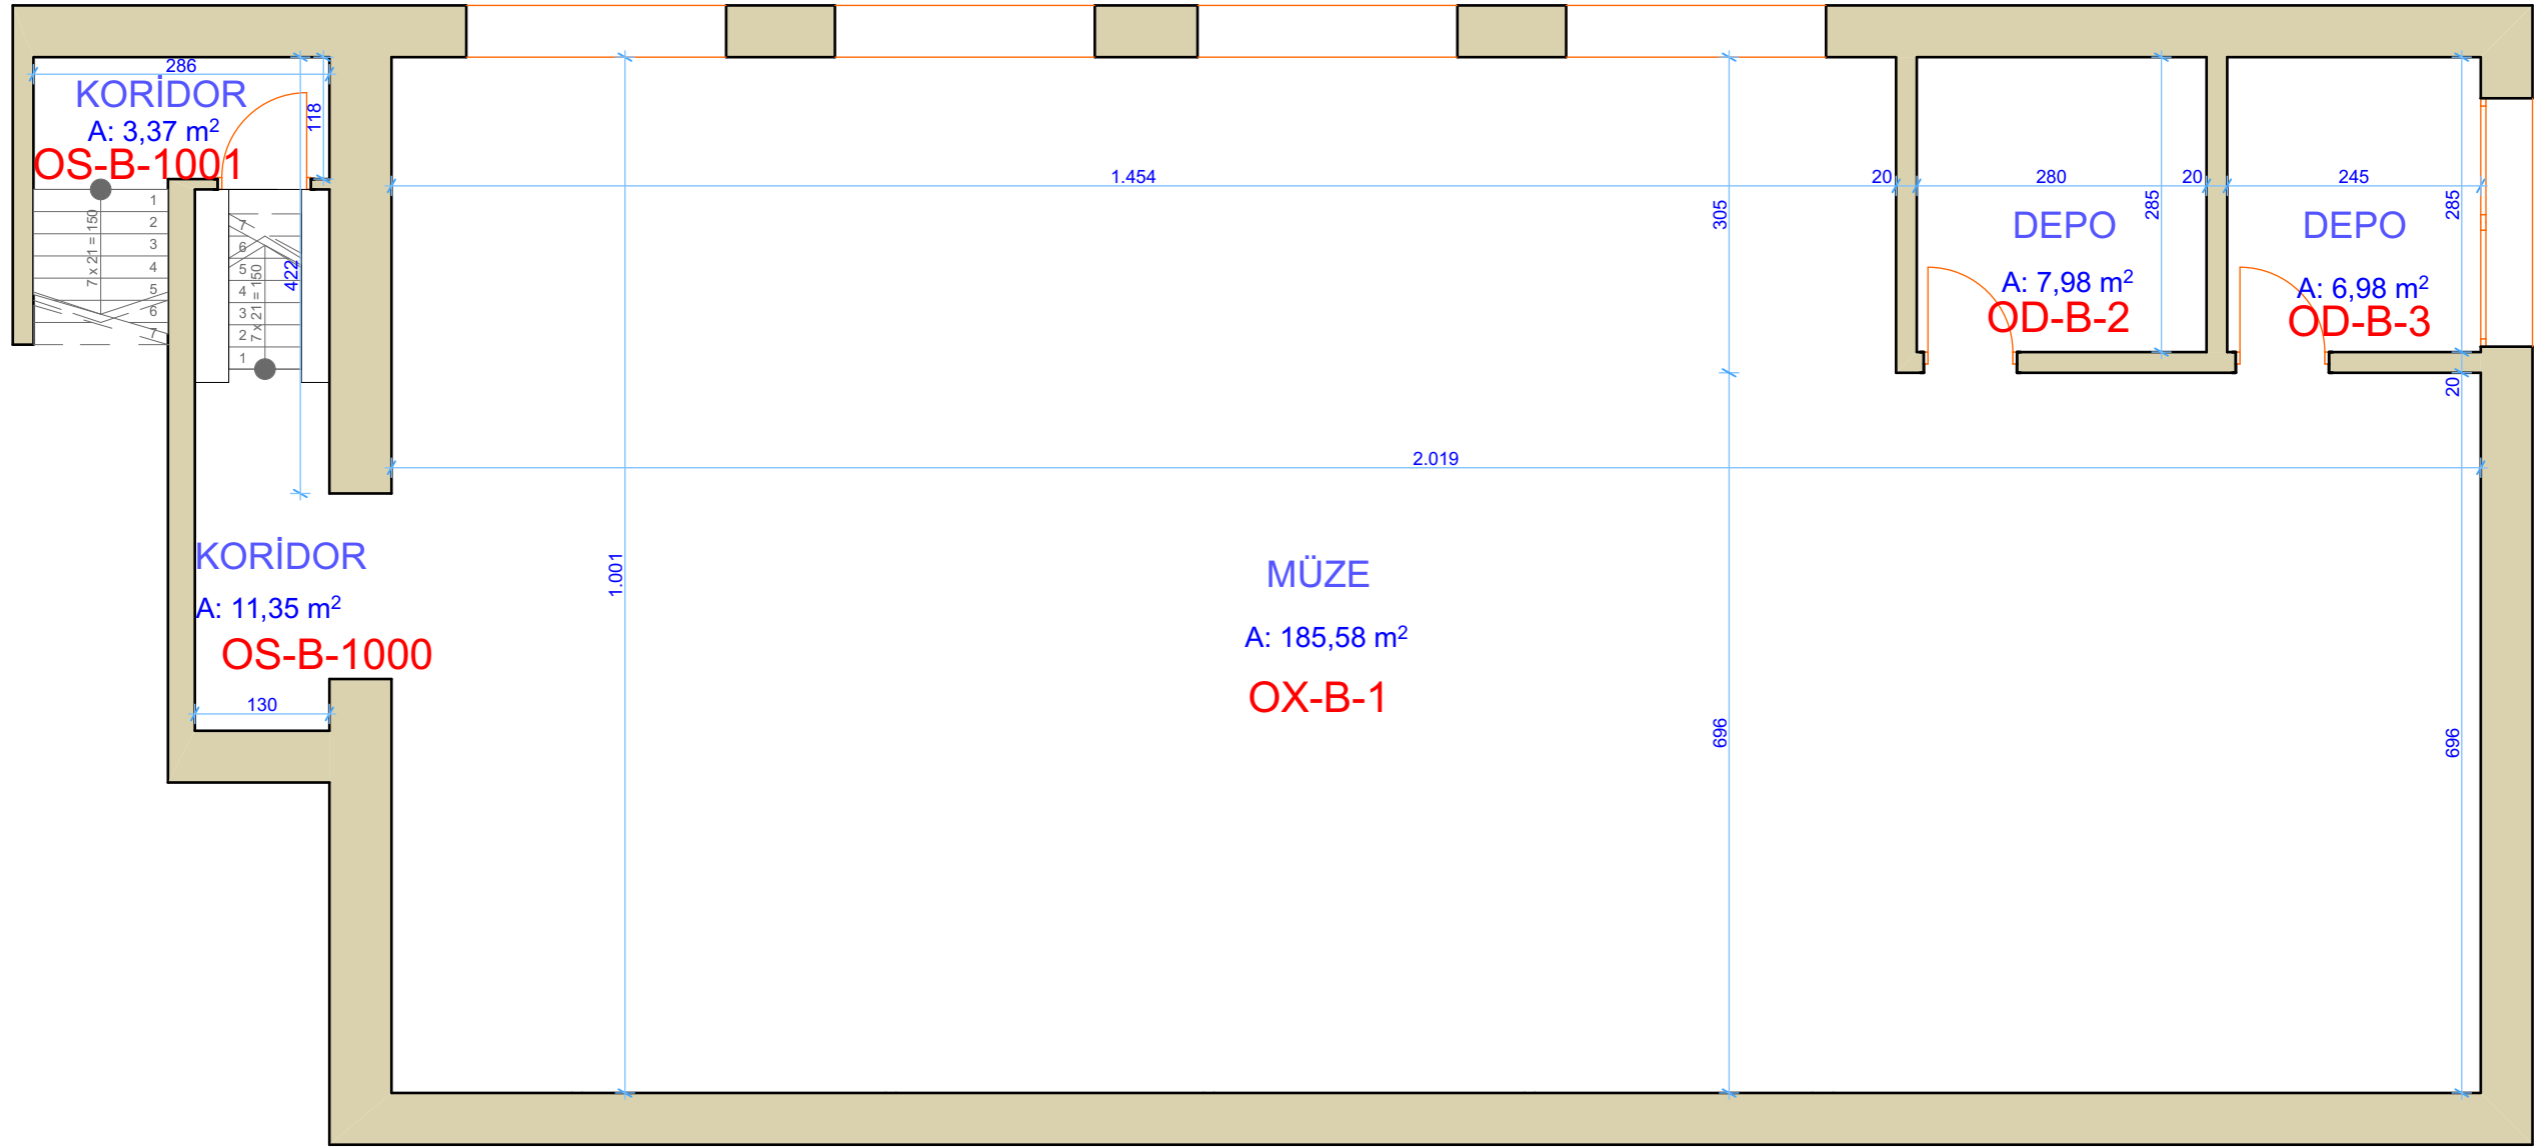 286
KORİDOR
A: 3,37 m²
OS-B-1001
118
1
2
3
4
5
6
7
7 x 21 = 150
7
6
5
4
3
2
1
7 x 21 = 150
422
KORİDOR
A: 11,35 m²
OS-B-1000
130
1.454
20
280
20
245
305
285
285
DEPO
A: 7,98 m²
OD-B-2
DEPO
A: 6,98 m²
OD-B-3
20
2.019
1.001
MÜZE
A: 185,58 m²
OX-B-1
696
696